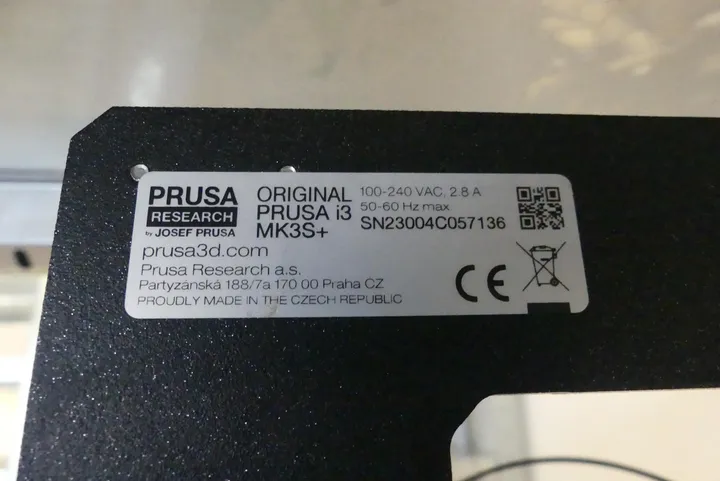 PRUSA
RESEARCH
by JOSEF PRUSA
ORIGINAL
PRUSA i3
MK3S+
100-240 VAC, 2.8 A
50-60 Hz max.
SN23004C057136
prusa3d.com
Prusa Research a.s.
Partyzánská 188/7a 170 00 Praha CZ
PROUDLY MADE IN THE CZECH REPUBLIC
CE